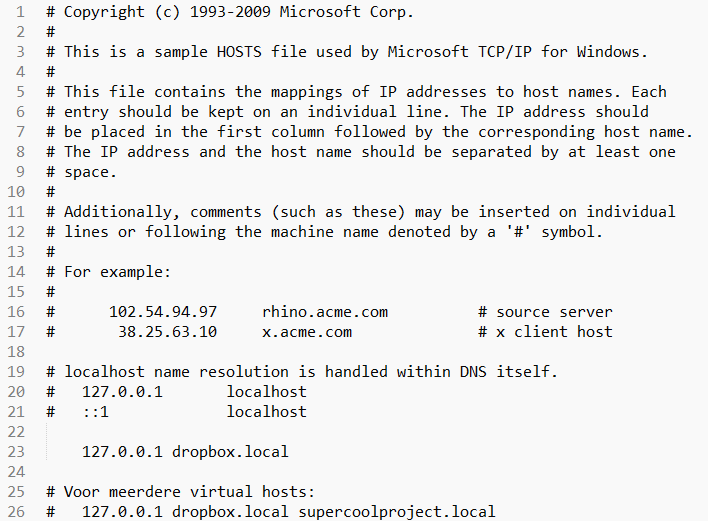 1 # Copyright (c) 1993-2009 Microsoft Corp.
2 #
3 # This is a sample HOSTS file used by Microsoft TCP/IP for Windows.
4 #
5 # This file contains the mappings of IP addresses to host names. Each
6 # entry should be kept on an individual line. The IP address should
7 # be placed in the first column followed by the corresponding host name.
8 # The IP address and the host name should be separated by at least one
9 # space.
10 #
11 # Additionally, comments (such as these) may be inserted on individual
12 # lines or following the machine name denoted by a '#' symbol.
13 #
14 # For example:
15 #
16 #      102.54.94.97     rhino.acme.com          # source server
17 #       38.25.63.10     x.acme.com              # x client host
18
19 # localhost name resolution is handled within DNS itself.
20 #   127.0.0.1       localhost
21 #   ::1             localhost
22
23     127.0.0.1 dropbox.local
24
25 # Voor meerdere virtual hosts:
26 #   127.0.0.1 dropbox.local supercoolproject.local